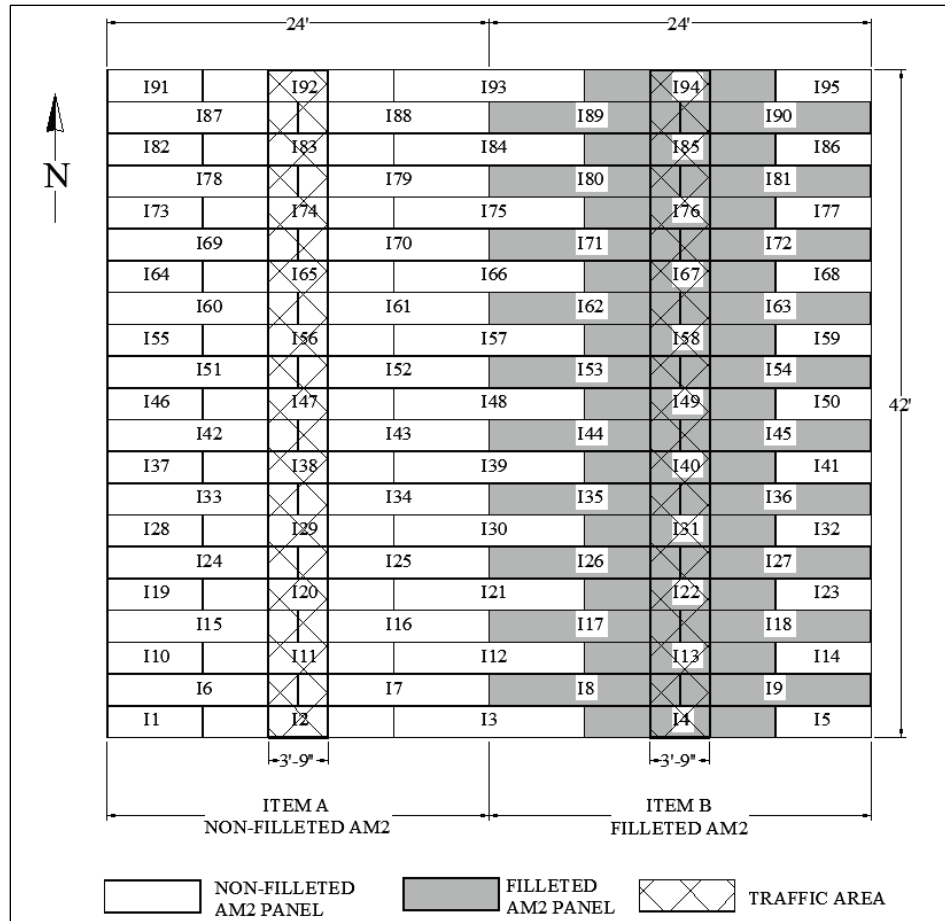 24' 24'
I91 I92 I93 I94 I95
I87 I88 I89 I90
I82 I83 I84 I85 I86
N I78 I79 I80 I81
I73 I74 I75 I76 I77
I69 I70 I71 I72
I64 I65 I66 I67 I68
I60 I61 I62 I63
I55 I56 I57 I58 I59
I51 I52 I53 I54
I46 I47 I48 I49 I50 42'
I42 I43 I44 I45
I37 I38 I39 I40 I41
I33 I34 I35 I36
I28 I29 I30 I31 I32
I24 I25 I26 I27
I19 I20 I21 I22 I23
I15 I16 I17 I18
I10 I11 I12 I13 I14
I6 I7 I8 I9
I1 I2 I3 I4 I5
3'-9" 3'-9"
ITEM A ITEM B
NON-FILLETED AM2 FILLETED AM2
NON-FILLETED FILLETED TRAFFIC AREA
AM2 PANEL AM2 PANEL